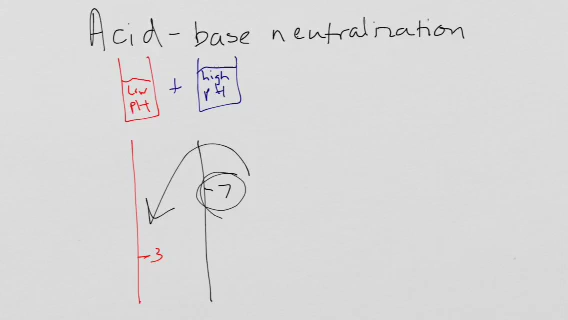 Acid-base neutralization
low
pH
+
high
pH
-7
-3